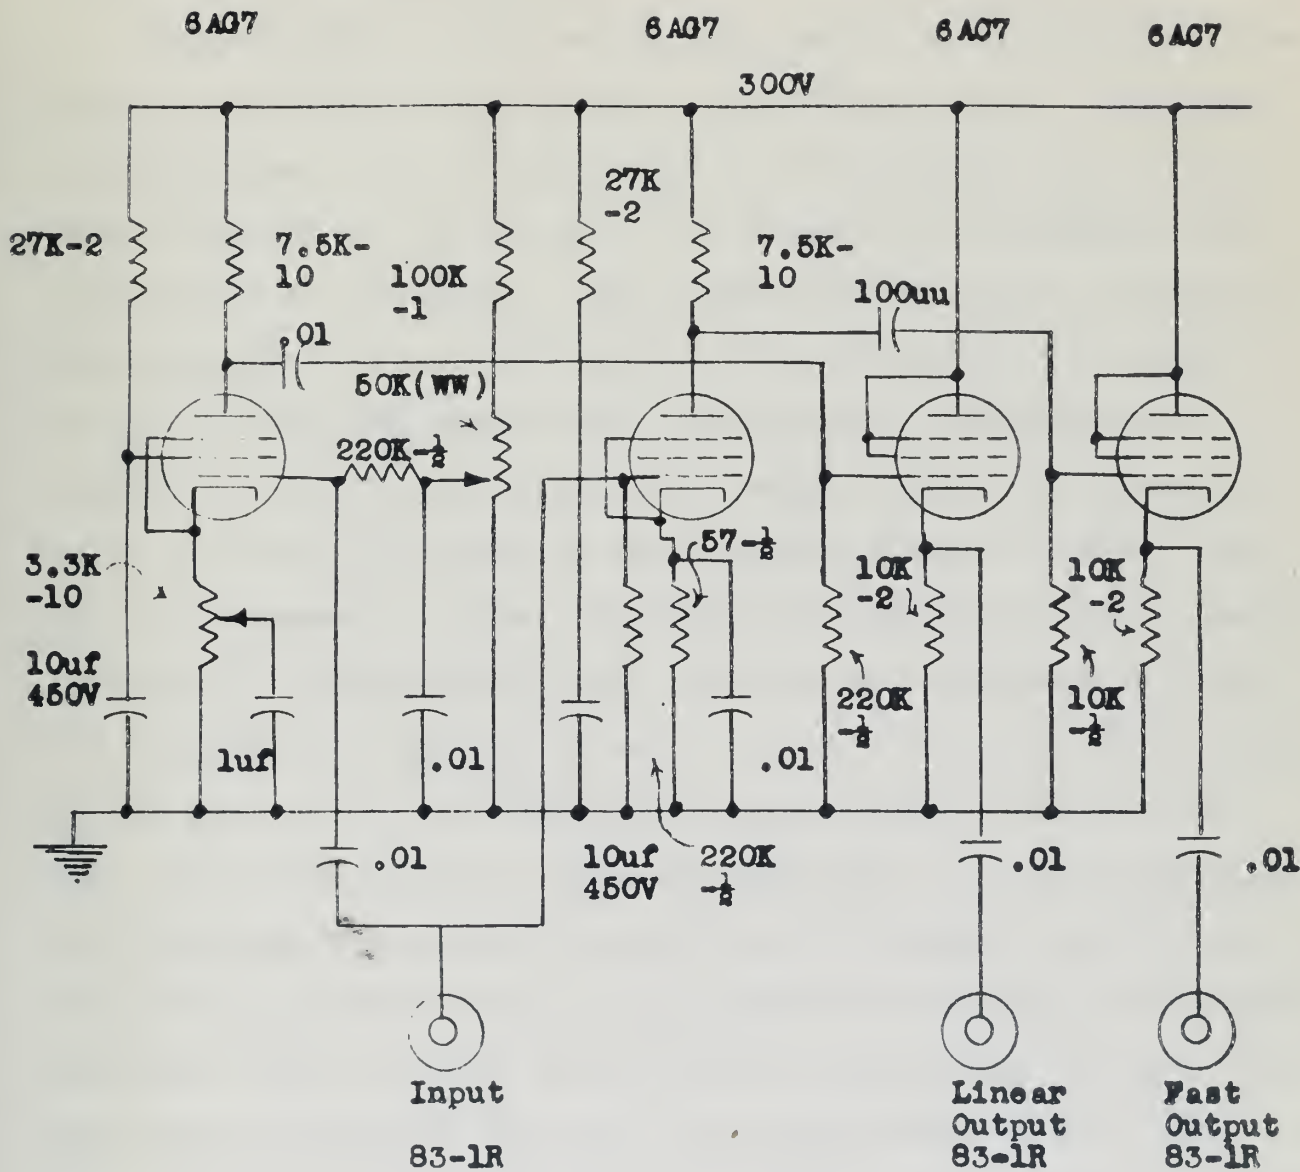 6AG7
6AG7
6AC7
6AC7
300V
27K-2
7.5K-
10
100K
-1
27K
-2
7.5K-
10
100uu
.01
50K(WW)
220K-½
57-½
3.3K
-10
10K
-2
10K
-2
10uf
450V
1uf
.01
.01
220K
-½
10K
-½
.01
10uf
450V
220K
-½
.01
.01
Input
83-1R
Linear
Output
83-1R
Fast
Output
83-1R